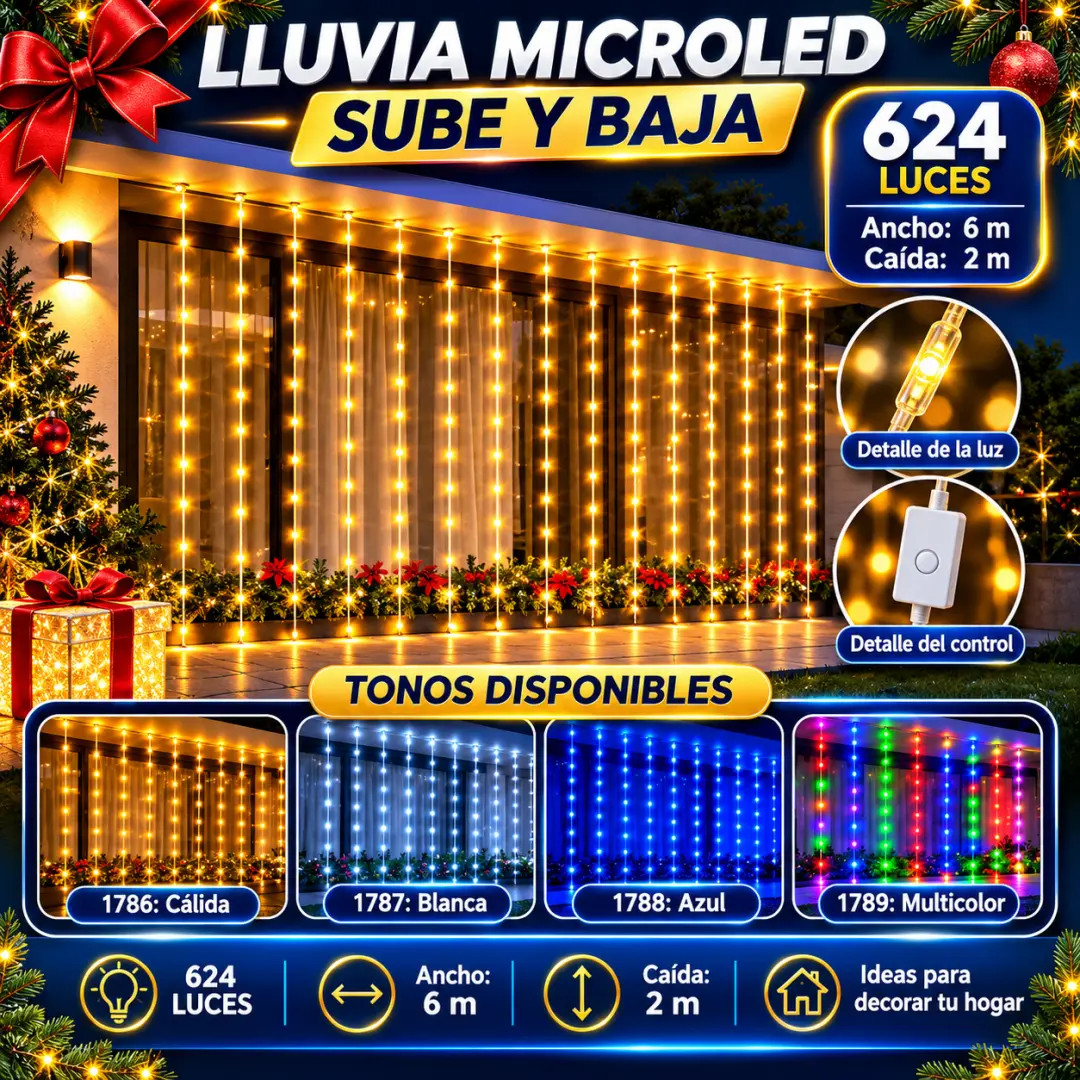 LLUVIA MICROLED
SUBE Y BAJA
624
LUCES
Ancho: 6 m
Caída: 2 m
Detalle de la luz
Detalle del control
TONOS DISPONIBLES
1786: Cálida
1787: Blanca
1788: Azul
1789: Multicolor
624
LUCES
Ancho:
6 m
Caída:
2 m
Ideas para
decorar tu hogar